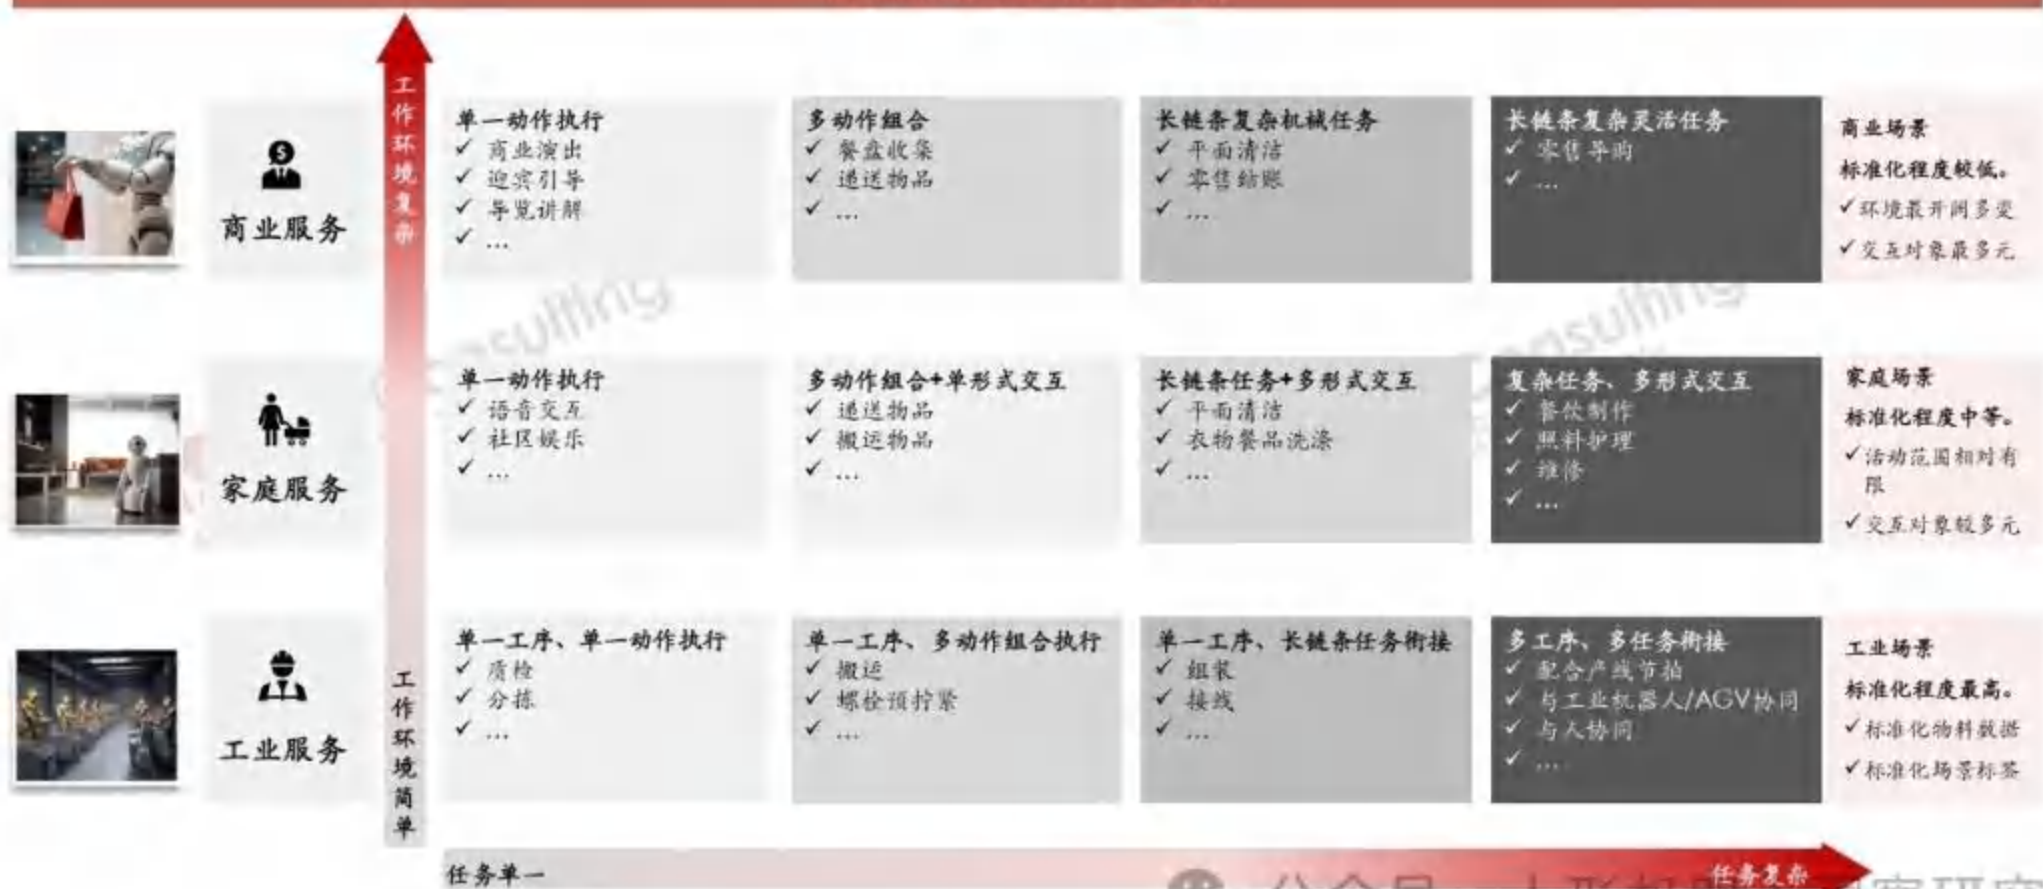 工作环境复杂
商业服务
单一动作执行
✓ 商业演出
✓ 迎宾引导
✓ 导览讲解
✓ ...
多动作组合
✓ 餐盘收集
✓ 递送物品
✓ ...
长链条复杂机械任务
✓ 平面清洁
✓ 零售结账
✓ ...
长链条复杂灵活任务
✓ 零售导购
✓ ...
商业场景
标准化程度较低。
✓环境最开阔多变
✓交互对象最多元
家庭服务
单一动作执行
✓ 语音交互
✓ 社区娱乐
✓ ...
多动作组合+单形式交互
✓ 递送物品
✓ 搬运物品
✓ ...
长链条任务+多形式交互
✓ 平面清洁
✓ 衣物餐品洗涤
✓ ...
复杂任务、多形式交互
✓ 餐饮制作
✓ 照料护理
✓ 维修
✓ ...
家庭场景
标准化程度中等。
✓活动范围相对有
限
✓交互对象较多元
工业服务
单一工序、单一动作执行
✓ 质检
✓ 分拣
✓ ...
单一工序、多动作组合执行
✓ 搬运
✓ 螺栓预拧紧
✓ ...
单一工序、长链条任务衔接
✓ 组装
✓ 接线
✓ ...
多工序、多任务衔接
✓ 配合产线节拍
✓ 与工业机器人/AGV协同
✓ 与人协同
✓ ...
工业场景
标准化程度最高。
✓标准化物料数据
✓标准化场景标签
工作环境简单
任务单一
任务复杂